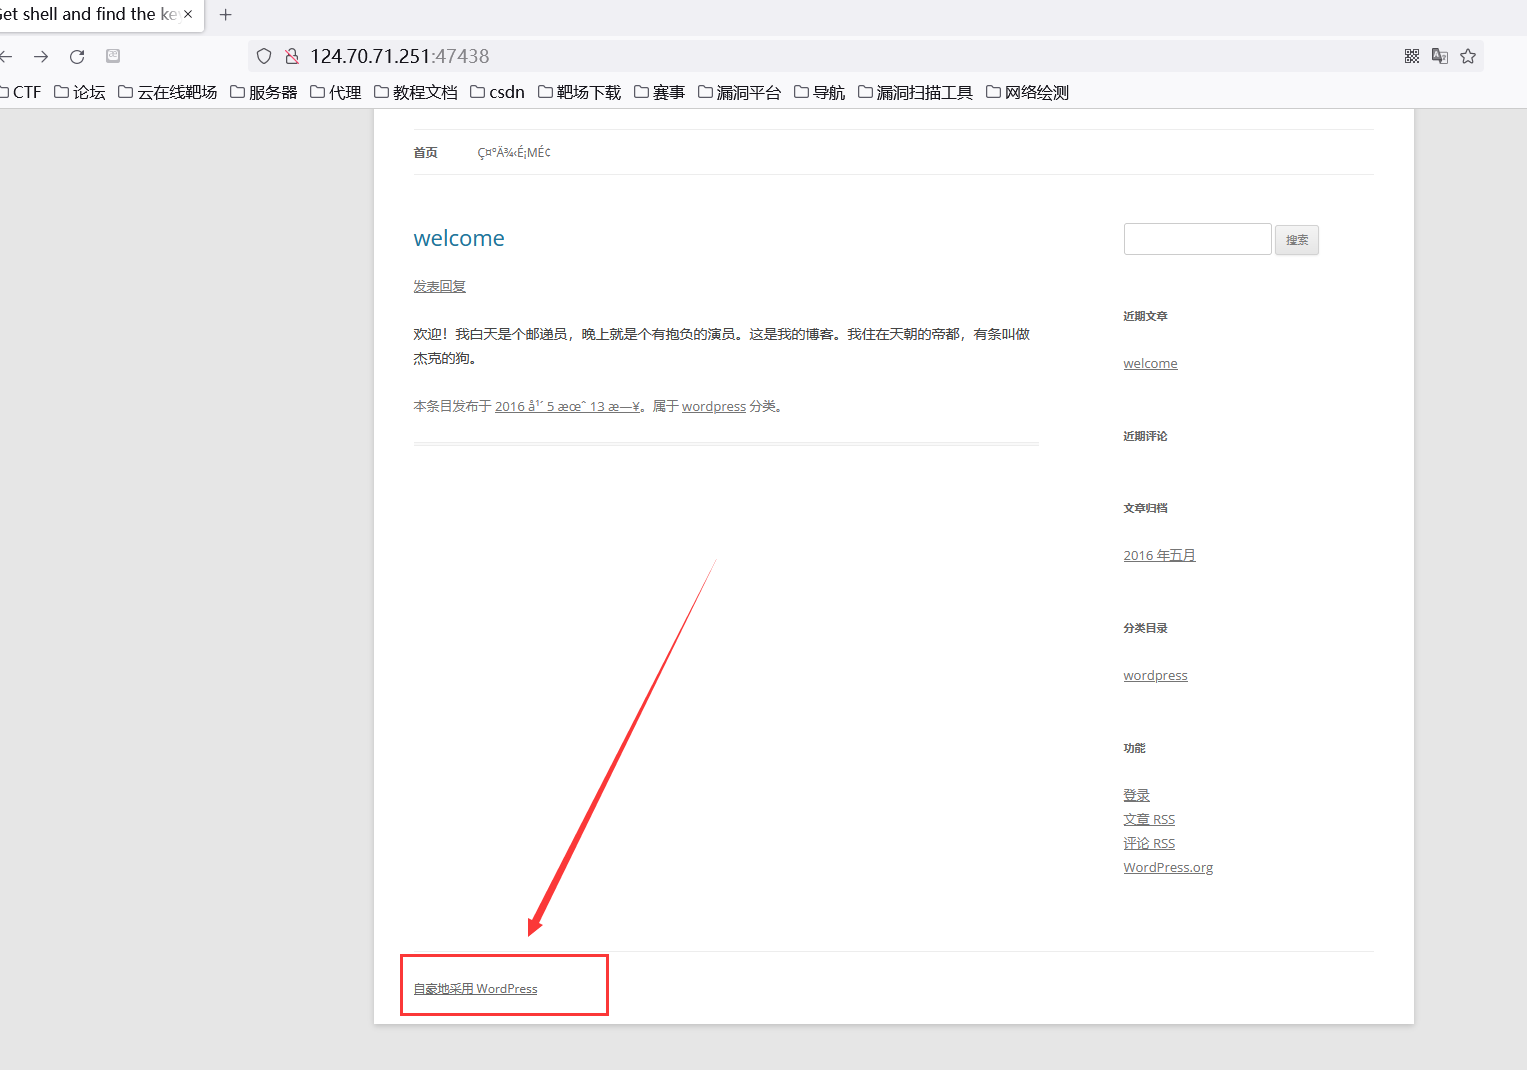 Get shell and find the key
124.70.71.251:47438
CTF 论坛 云在线靶场 服务器 代理 教程文档 csdn 靶场下载 赛事 漏洞平台 导航 漏洞扫描工具 网络绘测
首页 Ç¤ºÄ¾‹É¡MÉ¢
welcome
发表回复
欢迎！我白天是个邮递员，晚上就是个有抱负的演员。这是我的博客。我住在天朝的帝都，有条叫做
杰克的狗。
本条目发布于 2016 å¹´ 5 æœˆ 13 æ—¥。属于 wordpress 分类。
搜索
近期文章
welcome
近期评论
文章归档
2016 年五月
分类目录
wordpress
功能
登录
文章 RSS
评论 RSS
WordPress.org
自豪地采用 WordPress